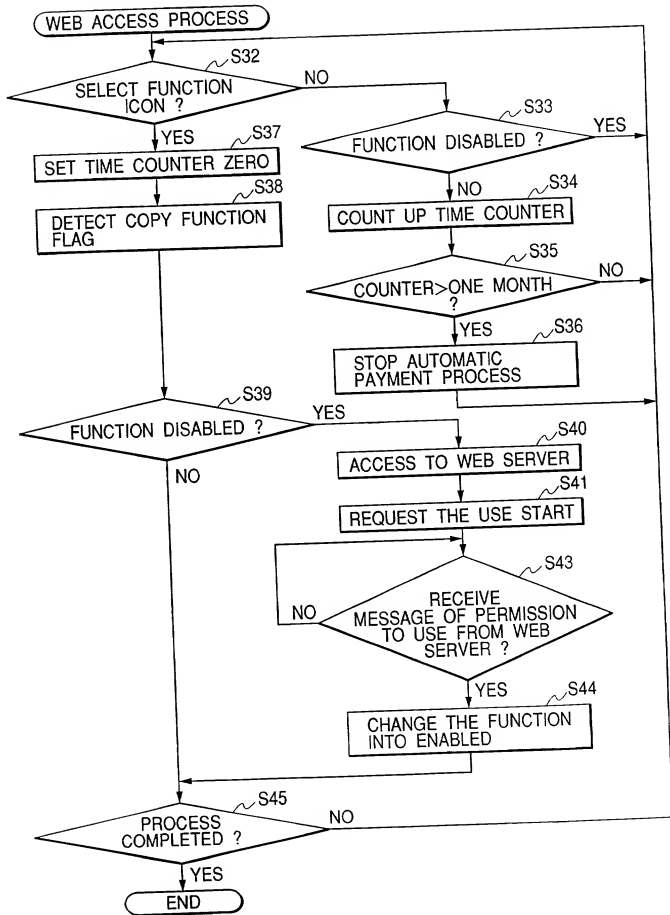 WEB ACCESS PROCESS
S32
SELECT FUNCTION
ICON ?
NO
YES
S33
FUNCTION DISABLED ?
YES
NO
S37
SET TIME COUNTER ZERO
S38
DETECT COPY FUNCTION
FLAG
S34
COUNT UP TIME COUNTER
S35
COUNTER>ONE MONTH
?
NO
YES
S36
STOP AUTOMATIC
PAYMENT PROCESS
S39
FUNCTION DISABLED ?
YES
NO
S40
ACCESS TO WEB SERVER
S41
REQUEST THE USE START
S43
RECEIVE
MESSAGE OF PERMISSION
TO USE FROM WEB
SERVER ?
NO
YES
S44
CHANGE THE FUNCTION
INTO ENABLED
S45
PROCESS
COMPLETED ?
NO
YES
END